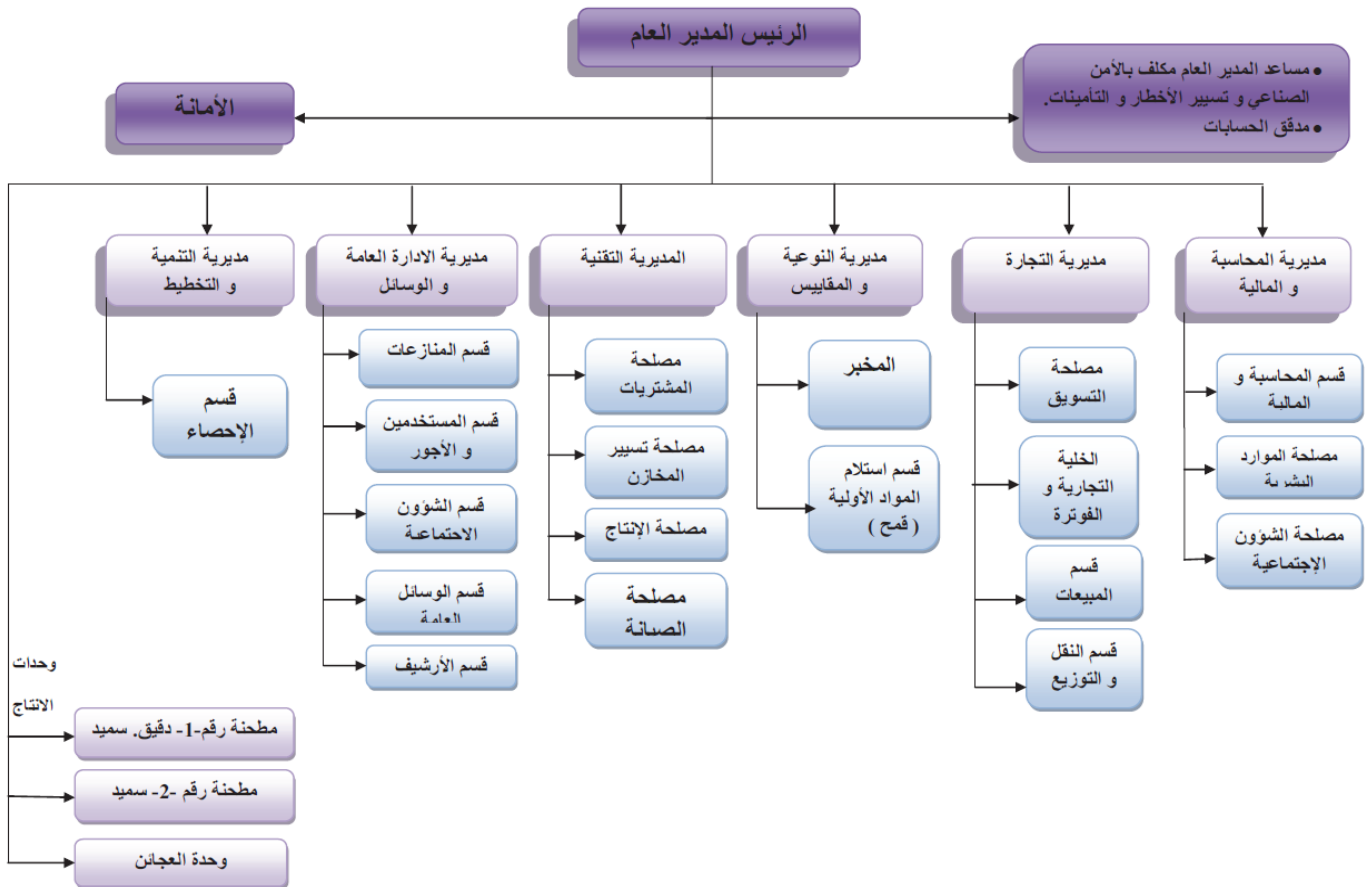 الرئيس المدير العام
• مساعد المدير العام مكلف بالأمن
الصناعي و تسيير الأخطار و التأمينات.
• مدقق الحسابات
الأمانة
مديرية المحاسبة
و المالية
مديرية التجارة
مديرية النوعية
و المقاييس
المديرية التقنية
مديرية الادارة العامة
و الوسائل
مديرية التنمية
و التخطيط
قسم المحاسبة و
المالية
مصلحة الموارد
البشرية
مصلحة الشؤون
الإجتماعية
مصلحة
التسويق
الخلية
التجارية و
الفوترة
قسم
المبيعات
قسم النقل
و التوزيع
المخبر
قسم استلام
المواد الأولية
( قمح )
مصلحة
المشتريات
مصلحة تسيير
المخازن
مصلحة الإنتاج
مصلحة
الصيانة
قسم المنازعات
قسم المستخدمين
و الأجور
قسم الشؤون
الاجتماعية
قسم الوسائل
العامة
قسم الأرشيف
قسم
الإحصاء
وحدات
الانتاج
مطحنة رقم-1- دقيق. سميد
مطحنة رقم -2- سميد
وحدة العجائن